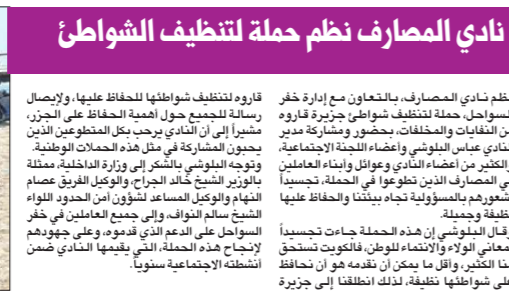 نادي المصارف نظم حملة لتنظيف الشواطئ
نظم نادي المصارف، بالتعاون مع إدارة خفر
السواحل، حملة لتنظيف شواطئ جزيرة قاروه
من النفايات والمخلفات، بحضور ومشاركة مدير
النادي عباس البلوشي وأعضاء اللجنة الاجتماعية،
والكثير من أعضاء النادي وعوائل وأبناء العاملين
في المصارف الذين تطوعوا في الحملة، تجسيداً
لشعورهم بالمسؤولية تجاه بيئتنا والحفاظ عليها
نظيفة وجميلة.
وقال البلوشي إن هذه الحملة جاءت تجسيداً
لمعاني الولاء والانتماء للوطن، فالكويت تستحق
منا الكثير، وأقل ما يمكن أن نقدمه هو أن نحافظ
على شواطئها نظيفة، لذلك انطلقنا إلى جزيرة
قاروه لتنظيف شواطئها للحفاظ عليها، ولإيصال
رسالة للجميع حول أهمية الحفاظ على الجزر،
مشيراً إلى أن النادي يرحب بكل المتطوعين الذين
يحبون المشاركة في مثل هذه الحملات الوطنية.
وتوجه البلوشي بالشكر إلى وزارة الداخلية، ممثلة
بالوزير الشيخ خالد الجراح، والوكيل الفريق عصام
النهام والوكيل المساعد لشؤون أمن الحدود اللواء
الشيخ سالم النواف، وإلى جميع العاملين في خفر
السواحل على الدعم الذي قدموه، وعلى جهودهم
لإنجاح هذه الحملة، التي يقيمها النادي ضمن
أنشطته الاجتماعية سنوياً.